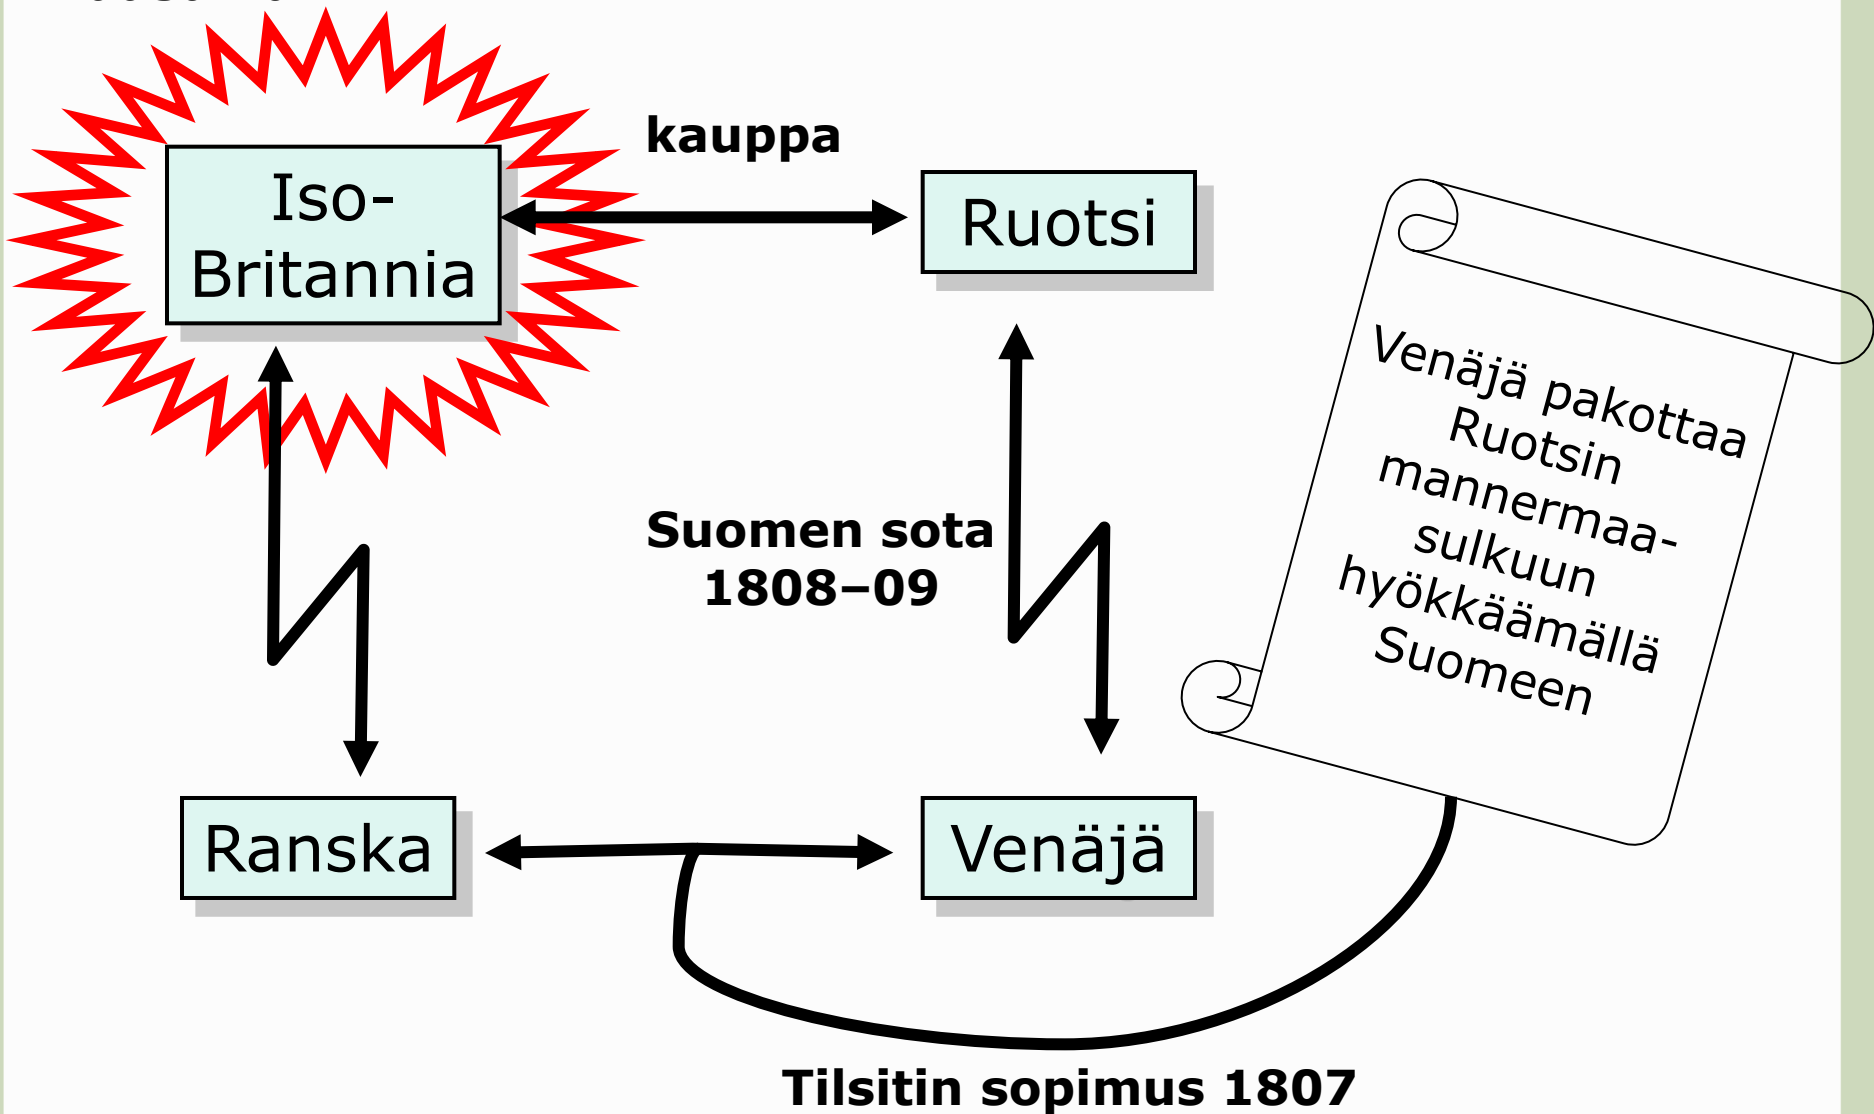 kauppa
Iso-
Britannia
Ruotsi
Venäjä pakottaa
Ruotsin
mannermaa-
sulkuun
hyökkäämällä
Suomeen
Suomen sota
1808–09
Ranska
Venäjä
Tilsitin sopimus 1807